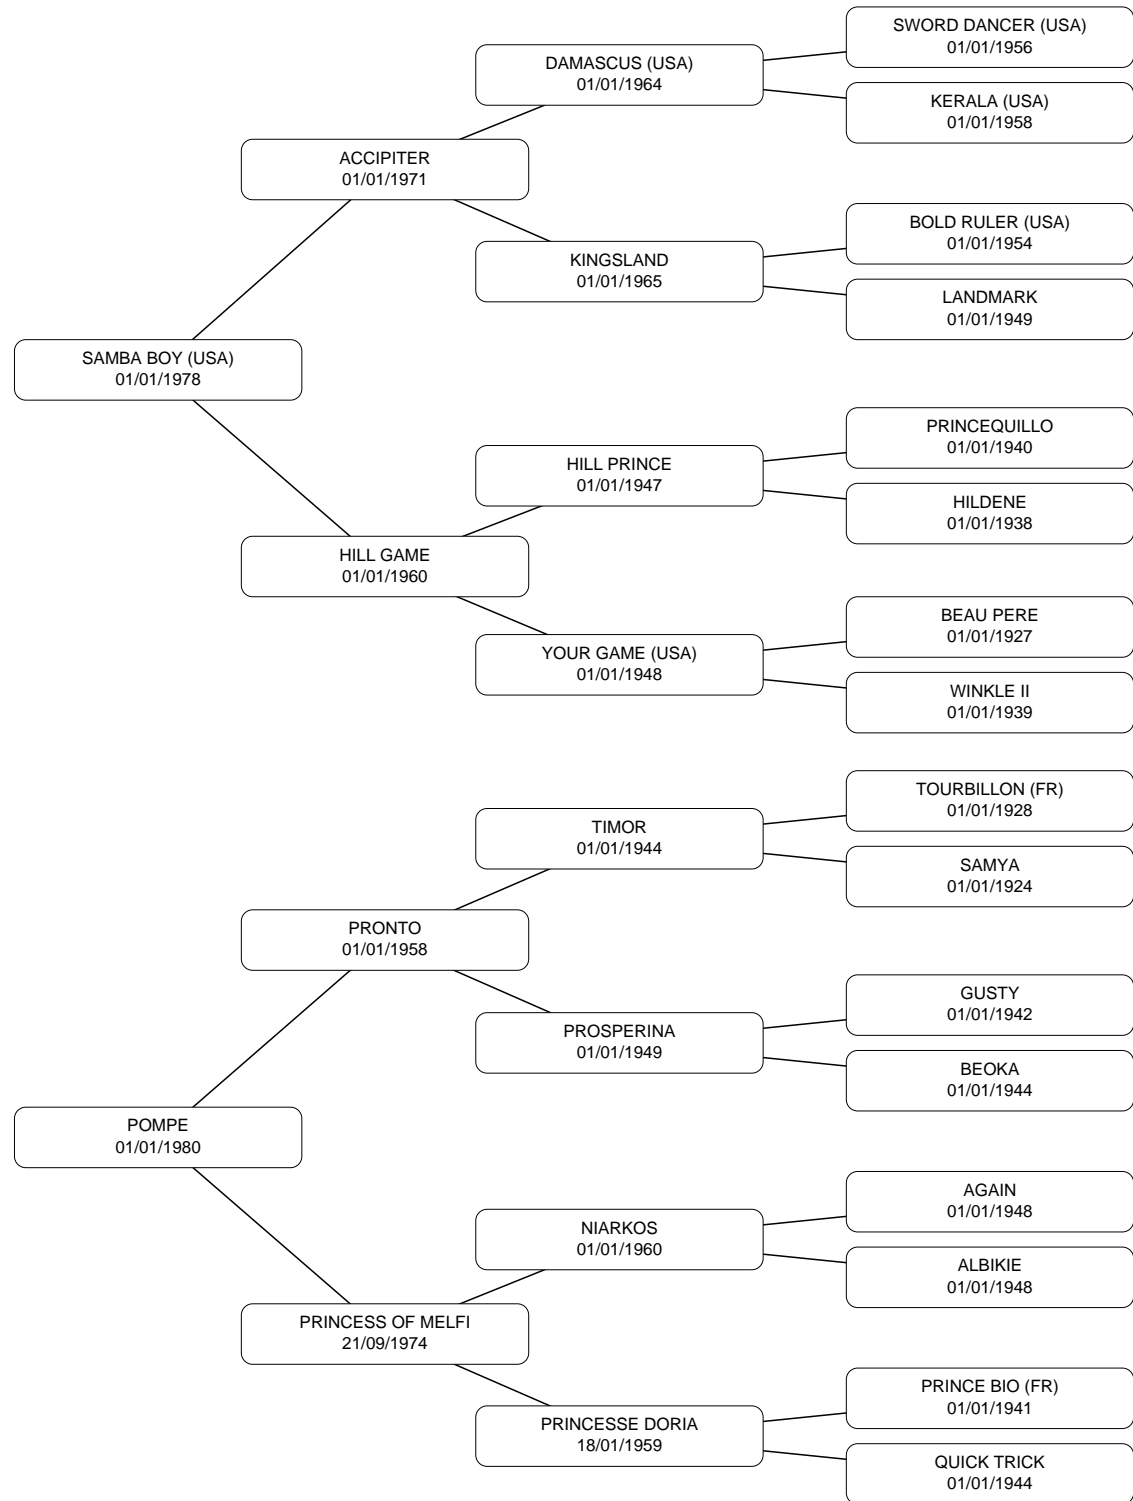 SWORD DANCER (USA)
01/01/1956
DAMASCUS (USA)
01/01/1964
KERALA (USA)
01/01/1958
ACCIPITER
01/01/1971
BOLD RULER (USA)
01/01/1954
KINGSLAND
01/01/1965
LANDMARK
01/01/1949
SAMBA BOY (USA)
01/01/1978
PRINCEQUILLO
01/01/1940
HILL PRINCE
01/01/1947
HILDENE
01/01/1938
HILL GAME
01/01/1960
BEAU PERE
01/01/1927
YOUR GAME (USA)
01/01/1948
WINKLE II
01/01/1939
TOURBILLON (FR)
01/01/1928
TIMOR
01/01/1944
SAMYA
01/01/1924
PRONTO
01/01/1958
GUSTY
01/01/1942
PROSPERINA
01/01/1949
BEOKA
01/01/1944
POMPE
01/01/1980
AGAIN
01/01/1948
NIARKOS
01/01/1960
ALBIKIE
01/01/1948
PRINCESS OF MELFI
21/09/1974
PRINCE BIO (FR)
01/01/1941
PRINCESSE DORIA
18/01/1959
QUICK TRICK
01/01/1944